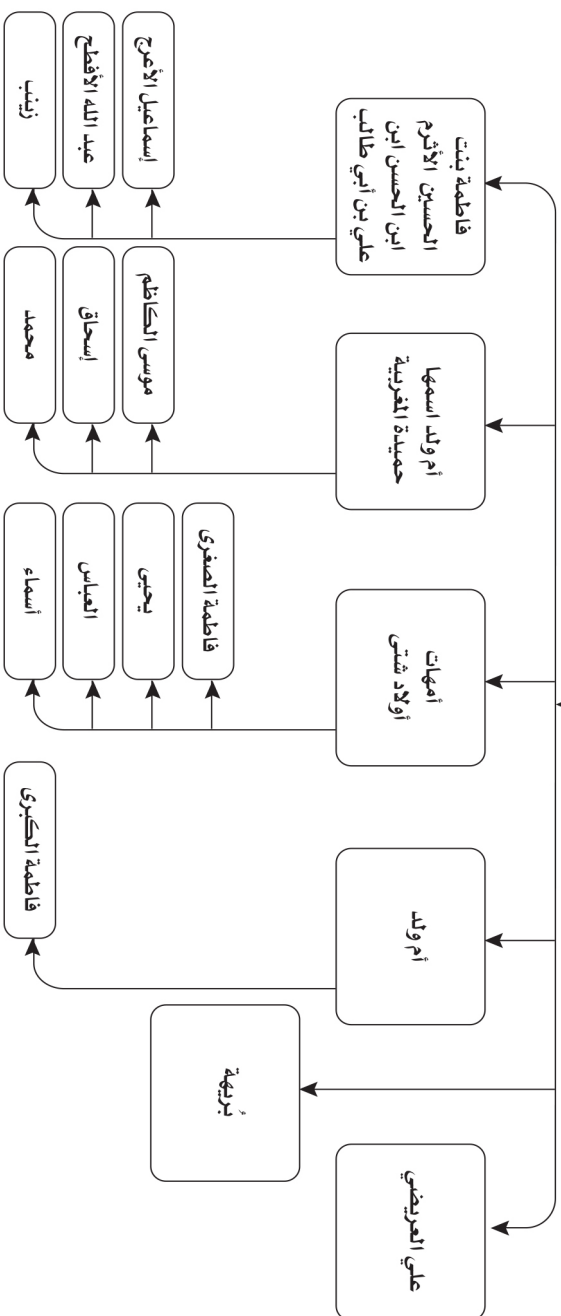 فاطمة بنت
الحسين الأثرم
ابن الحسن ابن
علي بن أبي طالب
إسماعيل الأعرج
عبد الله الأفطح
زينب
أم ولد اسمها
حميدة المغربية
موسى الكاظم
إسحاق
محمد
أمهات
أولاد شتى
فاطمة الصغرى
يحيى
العباس
أسماء
أم ولد
فاطمة الكبرى
بُريهة
علي العريضي